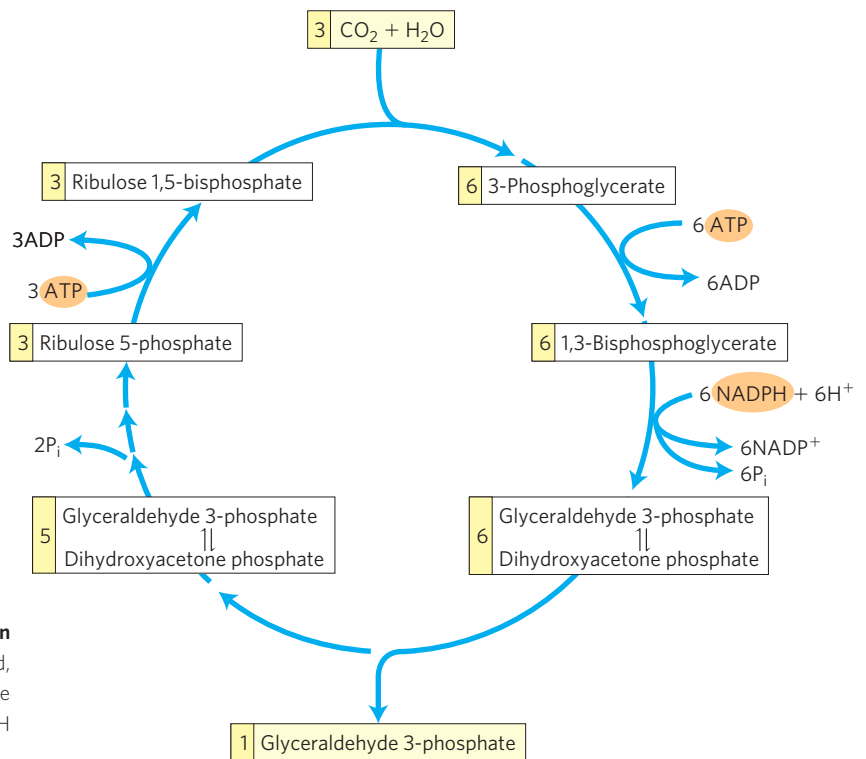 3 CO₂ + H₂O
3 Ribulose 1,5-bisphosphate
6 3-Phosphoglycerate
3ADP
3 ATP
6 ATP
6ADP
3 Ribulose 5-phosphate
6 1,3-Bisphosphoglycerate
6 NADPH + 6H⁺
6NADP⁺
6Pᵢ
2Pᵢ
5 Glyceraldehyde 3-phosphate
Dihydroxyacetone phosphate
6 Glyceraldehyde 3-phosphate
Dihydroxyacetone phosphate
n
d,
e
H
1 Glyceraldehyde 3-phosphate